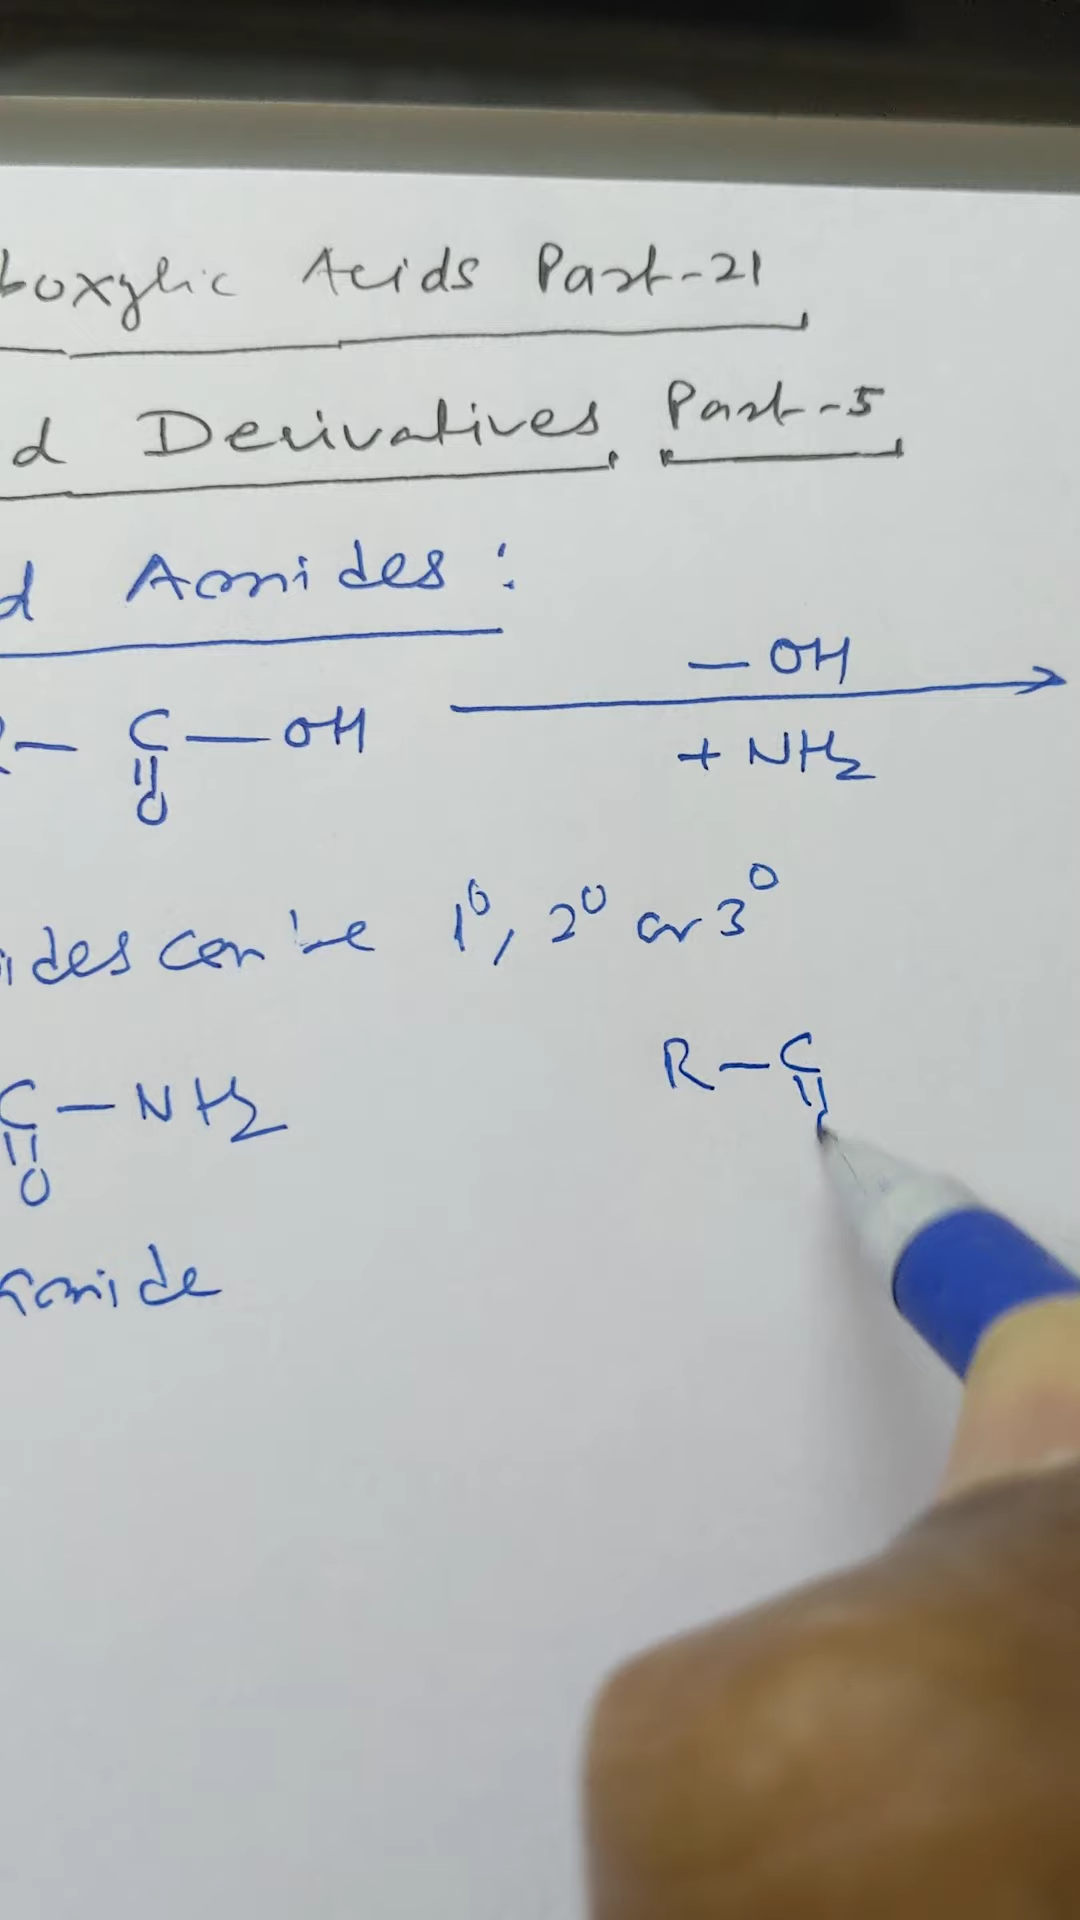 boxylic Acids Part-21
d Derivatives Part-5
d Amides :
— OH
R — C — OH
+ NH2
||
O
ides can be 1°, 2° or 3°
R — C
||
C — NH2
||
O
amide